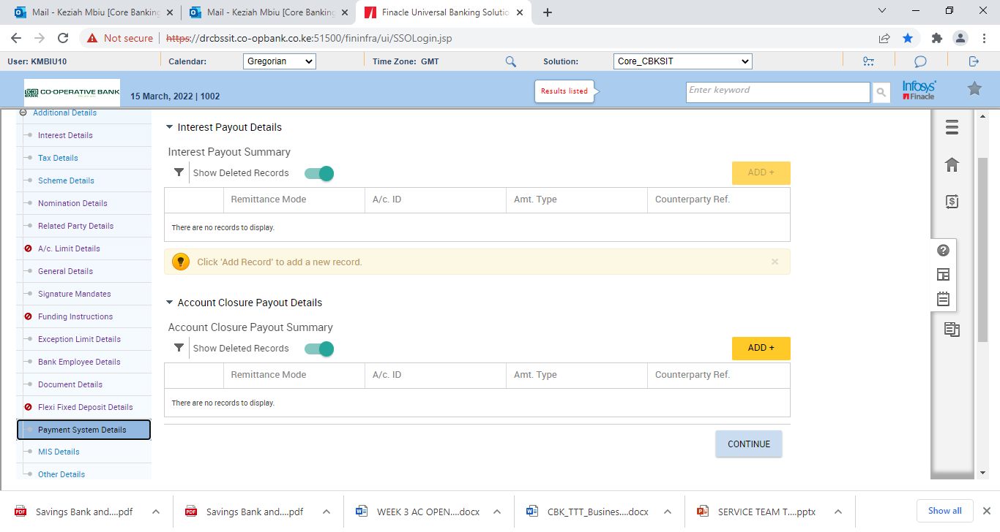 Mail - Keziah Mbiu [Core Banking
Mail - Keziah Mbiu [Core Banking
Finacle Universal Banking Solutio
Not secure
https://drcbssit.co-opbank.co.ke:51500/fininfra/ui/SSOLogin.jsp
User: KMBIU10
Calendar:
Gregorian
Time Zone: GMT
Solution:
Core_CBKSIT
CO-OPERATIVE BANK
15 March, 2022 | 1002
Results listed
Enter keyword
Infosys
Finacle
Additional Details
Interest Details
Tax Details
Scheme Details
Nomination Details
Related Party Details
A/c. Limit Details
General Details
Signature Mandates
Funding Instructions
Exception Limit Details
Bank Employee Details
Document Details
Flexi Fixed Deposit Details
Payment System Details
MIS Details
Other Details
Interest Payout Details
Interest Payout Summary
Show Deleted Records
ADD +
Remittance Mode A/c. ID Amt. Type Counterparty Ref.
There are no records to display.
Click 'Add Record' to add a new record.
Account Closure Payout Details
Account Closure Payout Summary
Show Deleted Records
ADD +
Remittance Mode A/c. ID Amt. Type Counterparty Ref.
There are no records to display.
CONTINUE
Savings Bank and....pdf
Savings Bank and....pdf
WEEK 3 AC OPEN....docx
CBK_TTT_Busines....docx
SERVICE TEAM T....pptx
Show all